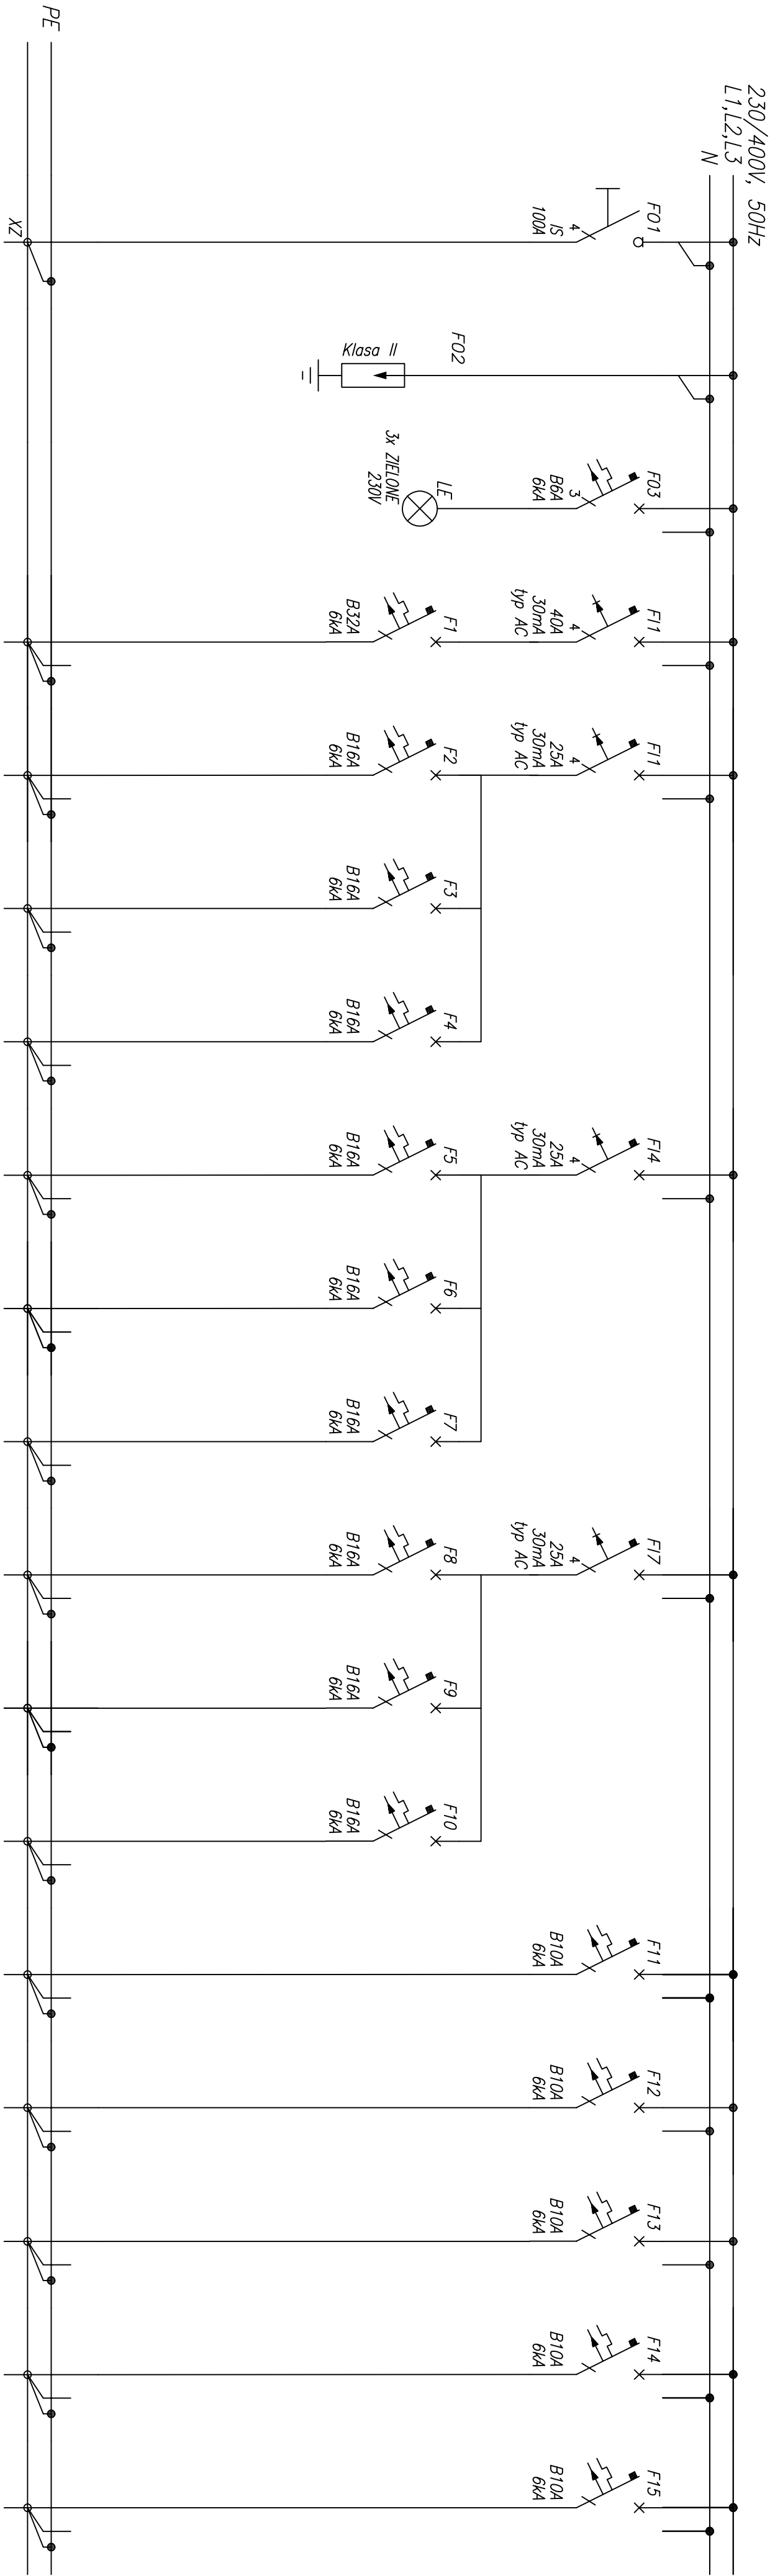 230/400V, 50Hz
L1,L2,L3
N
PE
F01
4
IS
100A
XZ
F02
Klasa II
F03
3
B6A
6kA
LE
3x ZIELONE
230V
FI1
4
40A
30mA
typ AC
F1
B32A
6kA
FI1
4
25A
30mA
typ AC
F2
B16A
6kA
F3
B16A
6kA
F4
B16A
6kA
FI4
4
25A
30mA
typ AC
F5
B16A
6kA
F6
B16A
6kA
F7
B16A
6kA
FI7
4
25A
30mA
typ AC
F8
B16A
6kA
F9
B16A
6kA
F10
B16A
6kA
F11
B10A
6kA
F12
B10A
6kA
F13
B10A
6kA
F14
B10A
6kA
F15
B10A
6kA